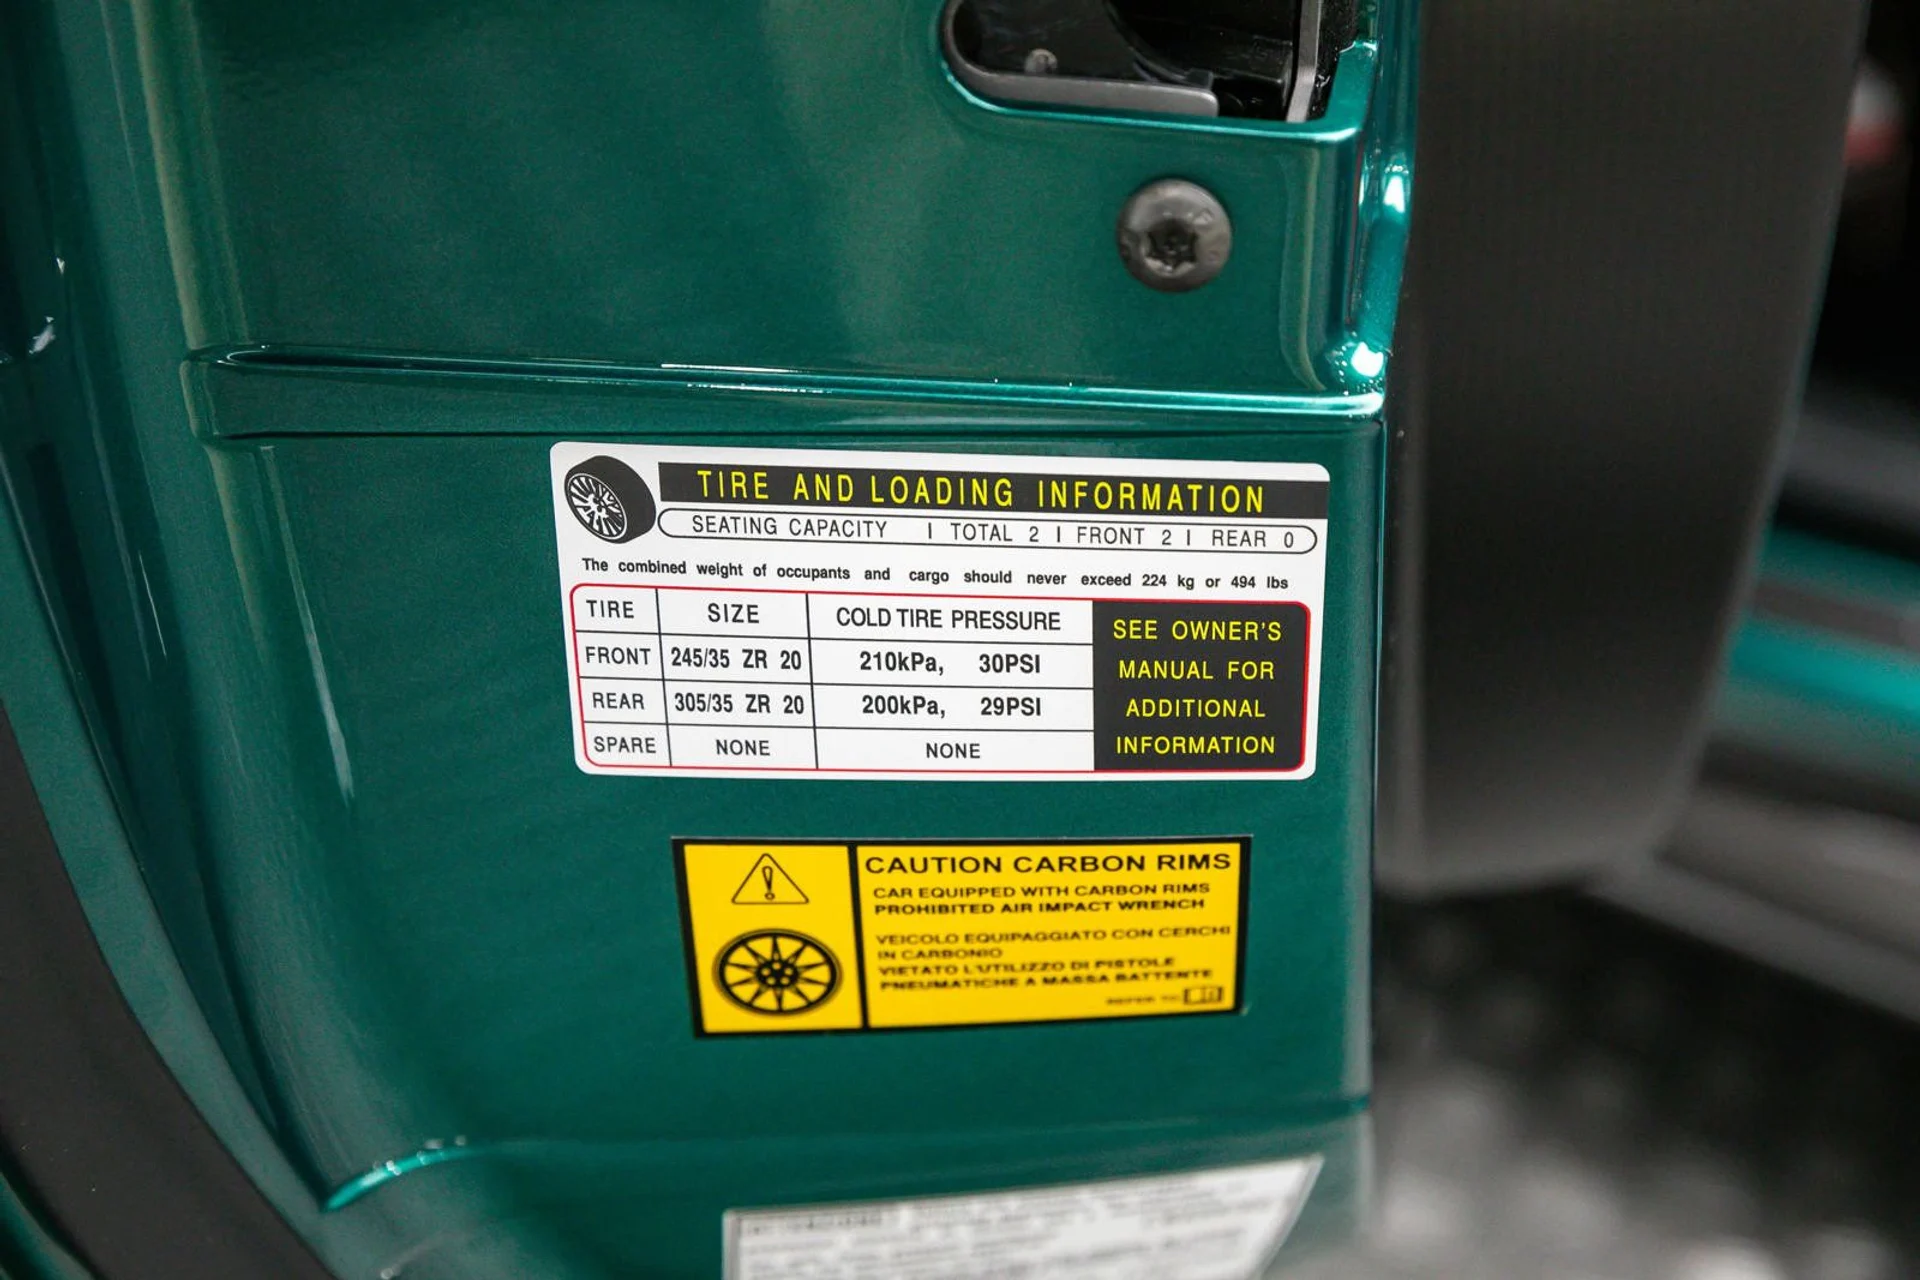 TIRE AND LOADING INFORMATION
SEATING CAPACITY | TOTAL 2 | FRONT 2 | REAR 0
The combined weight of occupants and cargo should never exceed 224 kg or 494 lbs
TIRE SIZE COLD TIRE PRESSURE
FRONT 245/35 ZR 20 210kPa, 30PSI
REAR 305/35 ZR 20 200kPa, 29PSI
SPARE NONE NONE
SEE OWNER'S
MANUAL FOR
ADDITIONAL
INFORMATION
CAUTION CARBON RIMS
CAR EQUIPPED WITH CARBON RIMS
PROHIBITED AIR IMPACT WRENCH
VEICOLO EQUIPAGGIATO CON CERCHI
IN CARBONIO
VIETATO L'UTILIZZO DI PISTOLE
PNEUMATICHE A MASSA BATTENTE
REFER TO